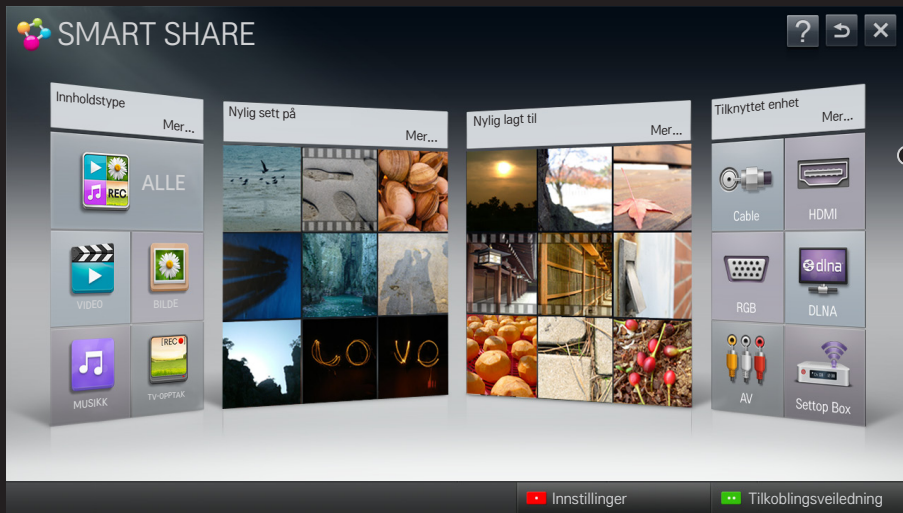 SMART SHARE
?
Innholdstype
Mer...
ALLE
REC
VIDEO
BILDE
MUSIKK
[REC]
TV-OPPTAK
Nylig sett på
Mer...
LOVO
Nylig lagt til
Mer...
Tilknyttet enhet
Mer...
Cable
HDMI
RGB
dlna
DLNA
AV
Settop Box
Innstillinger
Tilkoblingsveiledning